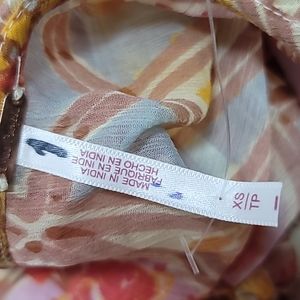 MADE IN INDIA
FABRIQUE EN INDE
HECHO EN INDIA
XS
TP